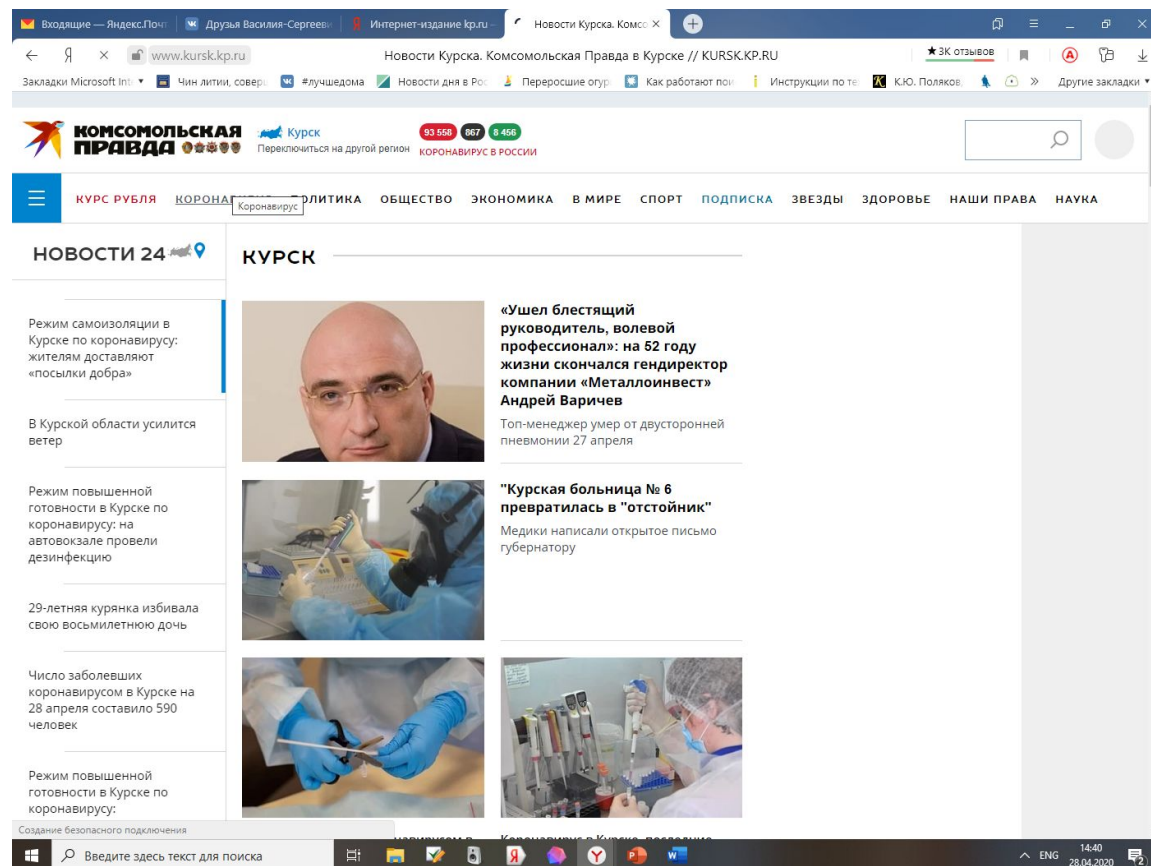 Входящие — Яндекс.Почт
Друзья Василия-Сергееви
Интернет-издание kp.ru –
Новости Курска. Комсо
www.kursk.kp.ru
Новости Курска. Комсомольская Правда в Курске // KURSK.KP.RU
★3К отзывов
Закладки Microsoft Int
Чин литии, соверш
#лучшедома
Новости дня в Рос
Переросшие огур
Как работают пои
Инструкции по те
К.Ю. Поляков,
»
Другие закладки
КОМСОМОЛЬСКАЯ
ПРАВДА
Курск
Переключиться на другой регион
93 558 867 8 456
КОРОНАВИРУС В РОССИИ
КУРС РУБЛЯ
ПОЛИТИКА ОБЩЕСТВО ЭКОНОМИКА В МИРЕ СПОРТ ПОДПИСКА ЗВЕЗДЫ ЗДОРОВЬЕ НАШИ ПРАВА НАУКА
Коронавирус
НОВОСТИ 24
Режим самоизоляции в
Курске по коронавирусу:
жителям доставляют
«посылки добра»
В Курской области усилится
ветер
Режим повышенной
готовности в Курске по
коронавирусу: на
автовокзале провели
дезинфекцию
29-летняя курянка избивала
свою восьмилетнюю дочь
Число заболевших
коронавирусом в Курске на
28 апреля составило 590
человек
Режим повышенной
готовности в Курске по
коронавирусу:
КУРСК
«Ушел блестящий
руководитель, волевой
профессионал»: на 52 году
жизни скончался гендиректор
компании «Металлоинвест»
Андрей Варичев
Топ-менеджер умер от двусторонней
пневмонии 27 апреля
"Курская больница № 6
превратилась в "отстойник"
Медики написали открытое письмо
губернатору
Коронавирус в Курске, последние
Создание безопасного подключения
Введите здесь текст для поиска
ENG
14:40
28.04.2020